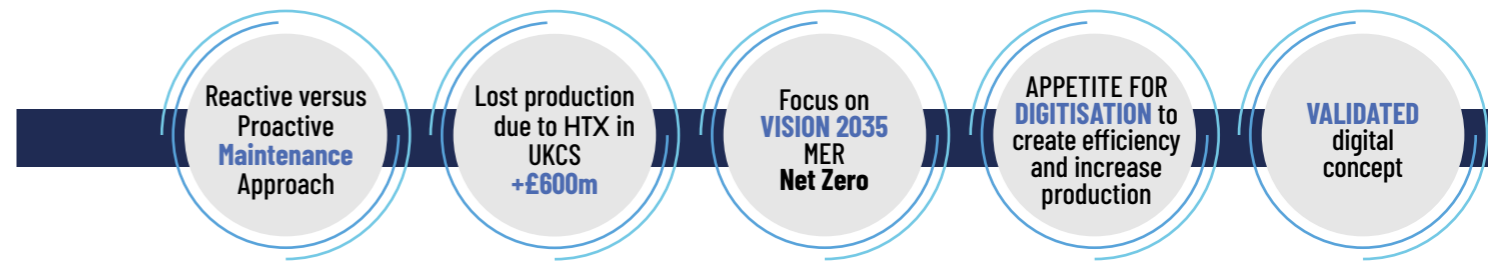 Reactive versus
Proactive
Maintenance
Approach
Lost production
due to HTX in
UKCS
+£600m
Focus on
VISION 2035
MER
Net Zero
APPETITE FOR
DIGITISATION to
create efficiency
and increase
production
VALIDATED
digital
concept